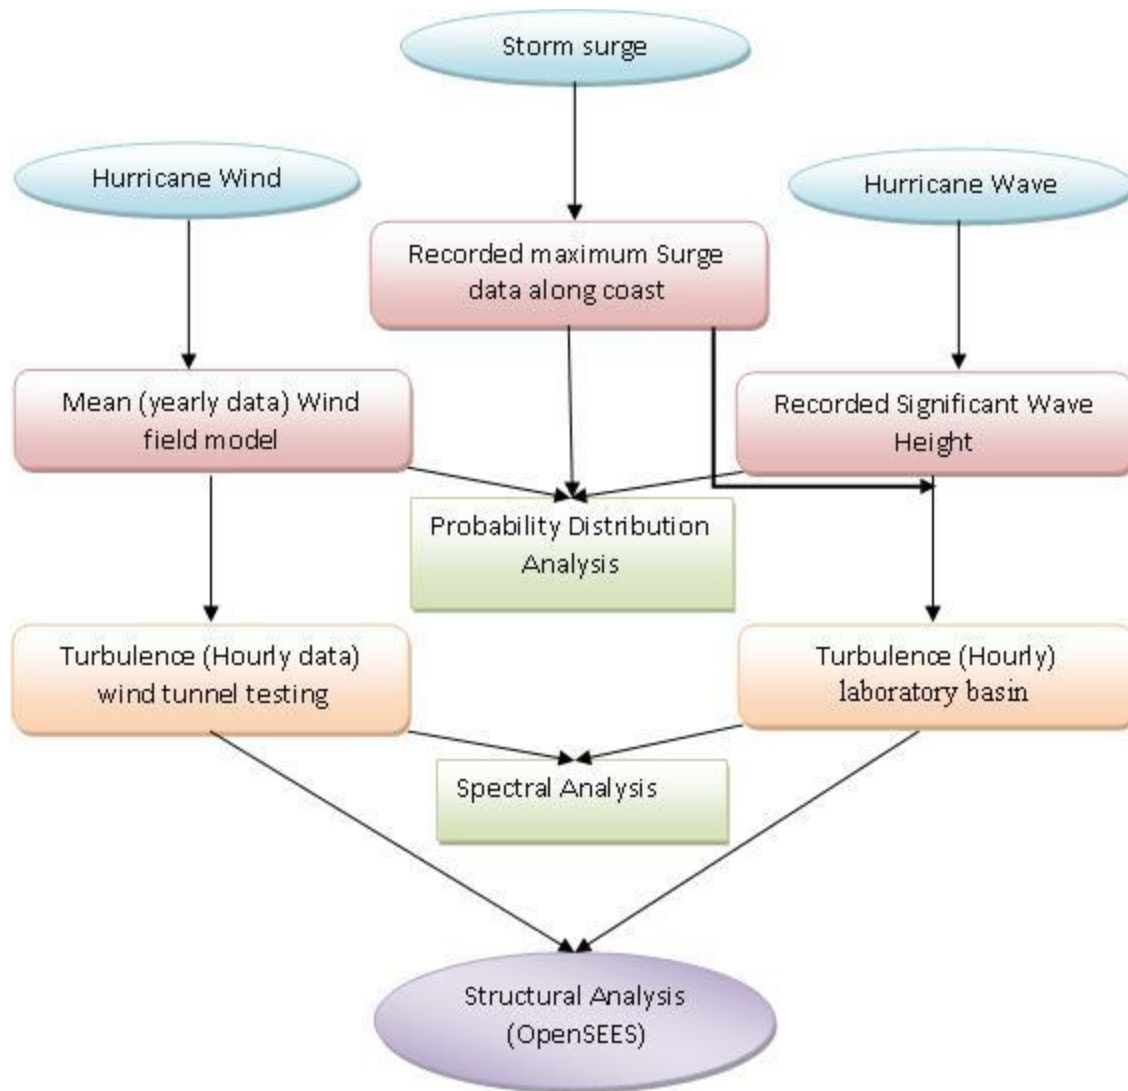 Storm surge
Hurricane Wind
Hurricane Wave
Recorded maximum Surge
data along coast
Mean (yearly data) Wind
field model
Recorded Significant Wave
Height
Probability Distribution
Analysis
Turbulence (Hourly data)
wind tunnel testing
Turbulence (Hourly)
laboratory basin
Spectral Analysis
Structural Analysis
(OpenSEES)